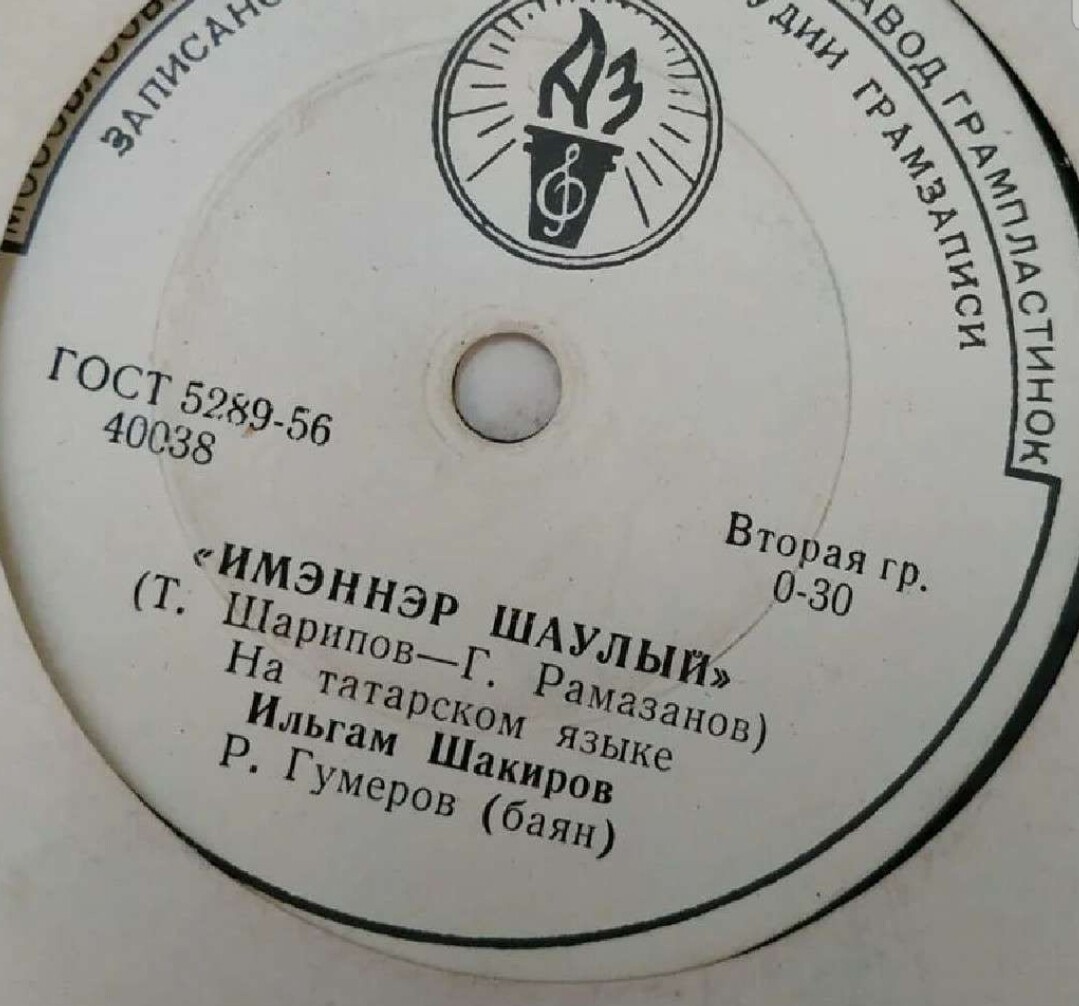 ЗАПИСАНО
ГРАМЗАПИСИ
ЗАВОД ГРАМПЛАСТИНОК
АЗ
ГОСТ 5289-56
40038
Вторая гр.
0-30
«ИМЭННЭР ШАУЛЫЙ»
(Т. Шарипов—Г. Рамазанов)
На татарском языке
Ильгам Шакиров
Р. Гумеров (баян)